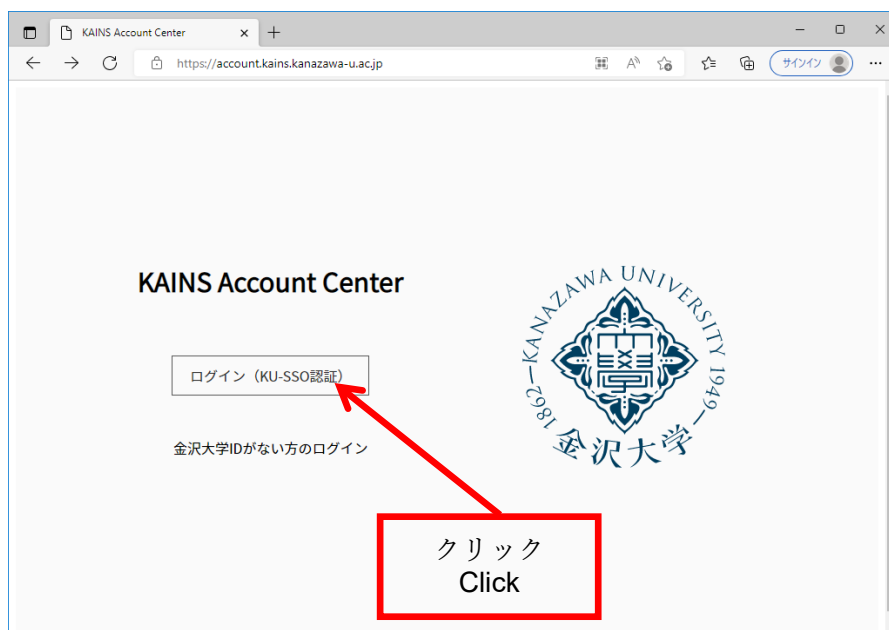 KAINS Account Center
https://account.kains.kanazawa-u.ac.jp
サインイン
KAINS Account Center
ログイン（KU-SSO認証）
金沢大学IDがない方のログイン
1862—KANAZAWA UNIVERSITY 1949—
金沢大学
クリック
Click